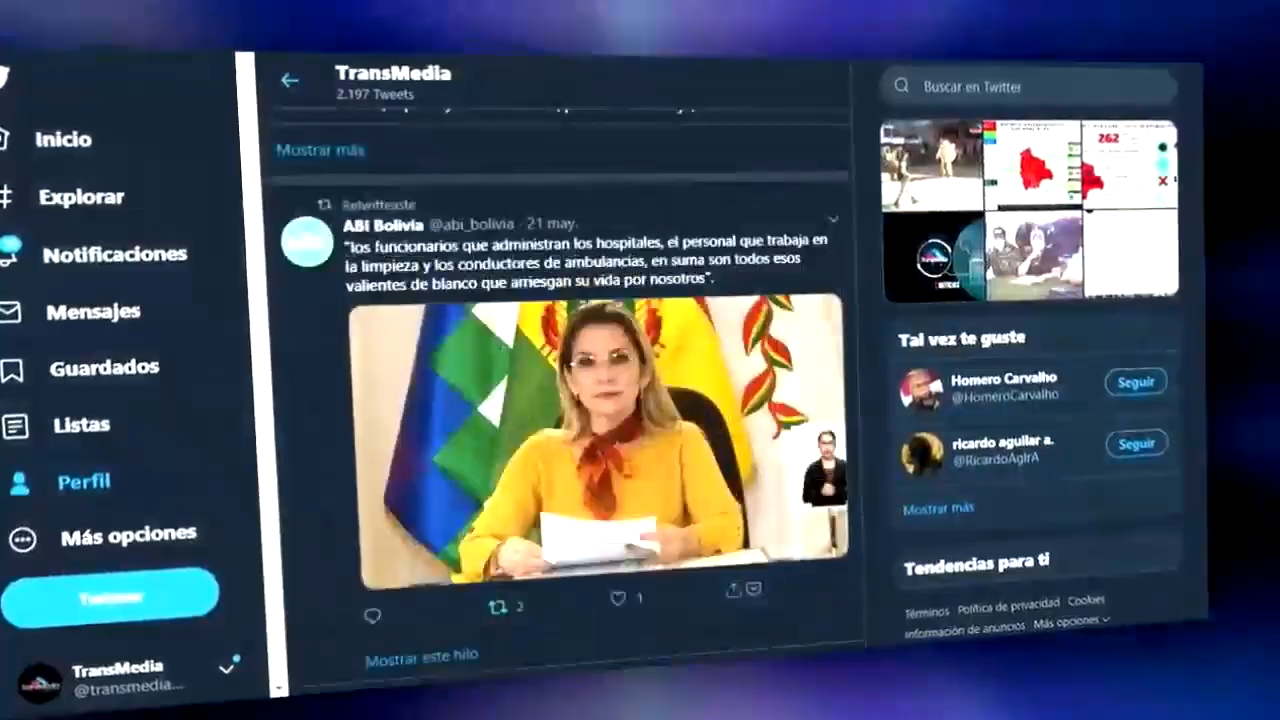 Inicio
Explorar
Notificaciones
Mensajes
Guardados
Listas
Perfil
Más opciones
Twittear
TransMedia
@transmedia...
TransMedia
2.197 Tweets
Mostrar más
Retwitteaste
ABI Bolivia @abi_bolivia · 21 may.
"los funcionarios que administran los hospitales, el personal que trabaja en
la limpieza y los conductores de ambulancias, en suma son todos esos
valientes de blanco que arriesgan su vida por nosotros".
2
1
Mostrar este hilo
Buscar en Twitter
262
Tal vez te guste
Homero Carvalho
@HomeroCarvalho
Seguir
ricardo aguilar a.
@RicardoAglrA
Seguir
Mostrar más
Tendencias para ti
Términos Política de privacidad Cookies
Información de anuncios Más opciones